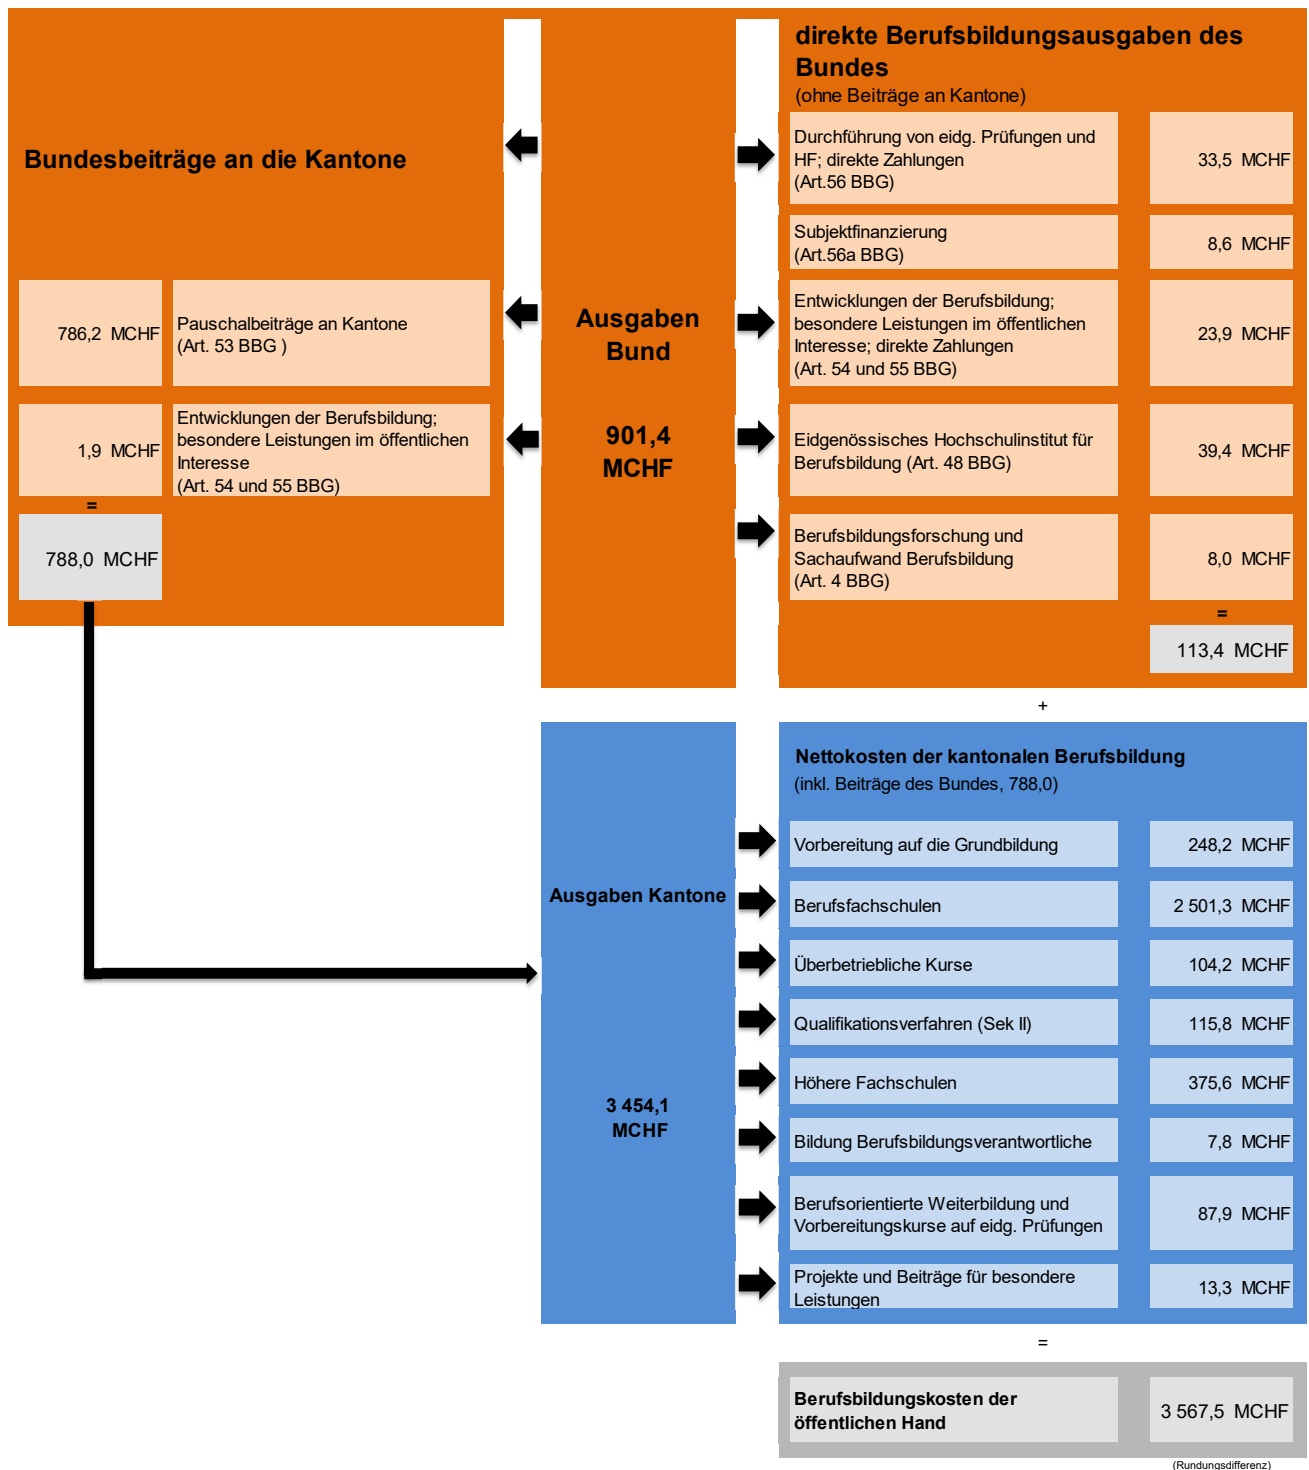 Bundesbeiträge an die Kantone
786,2 MCHF
Pauschalbeiträge an Kantone
(Art. 53 BBG )
1,9 MCHF
Entwicklungen der Berufsbildung;
besondere Leistungen im öffentlichen
Interesse
(Art. 54 und 55 BBG)
=
788,0 MCHF
Ausgaben
Bund
901,4
MCHF
direkte Berufsbildungsausgaben des
Bundes
(ohne Beiträge an Kantone)
Durchführung von eidg. Prüfungen und
HF; direkte Zahlungen
(Art.56 BBG)
33,5 MCHF
Subjektfinanzierung
(Art.56a BBG)
8,6 MCHF
Entwicklungen der Berufsbildung;
besondere Leistungen im öffentlichen
Interesse; direkte Zahlungen
(Art. 54 und 55 BBG)
23,9 MCHF
Eidgenössisches Hochschulinstitut für
Berufsbildung (Art. 48 BBG)
39,4 MCHF
Berufsbildungsforschung und
Sachaufwand Berufsbildung
(Art. 4 BBG)
8,0 MCHF
=
113,4 MCHF
+
Ausgaben Kantone
3 454,1
MCHF
Nettokosten der kantonalen Berufsbildung
(inkl. Beiträge des Bundes, 788,0)
Vorbereitung auf die Grundbildung
248,2 MCHF
Berufsfachschulen
2 501,3 MCHF
Überbetriebliche Kurse
104,2 MCHF
Qualifikationsverfahren (Sek II)
115,8 MCHF
Höhere Fachschulen
375,6 MCHF
Bildung Berufsbildungsverantwortliche
7,8 MCHF
Berufsorientierte Weiterbildung und
Vorbereitungskurse auf eidg. Prüfungen
87,9 MCHF
Projekte und Beiträge für besondere
Leistungen
13,3 MCHF
=
Berufsbildungskosten der
öffentlichen Hand
3 567,5 MCHF
(Rundungsdifferenz)